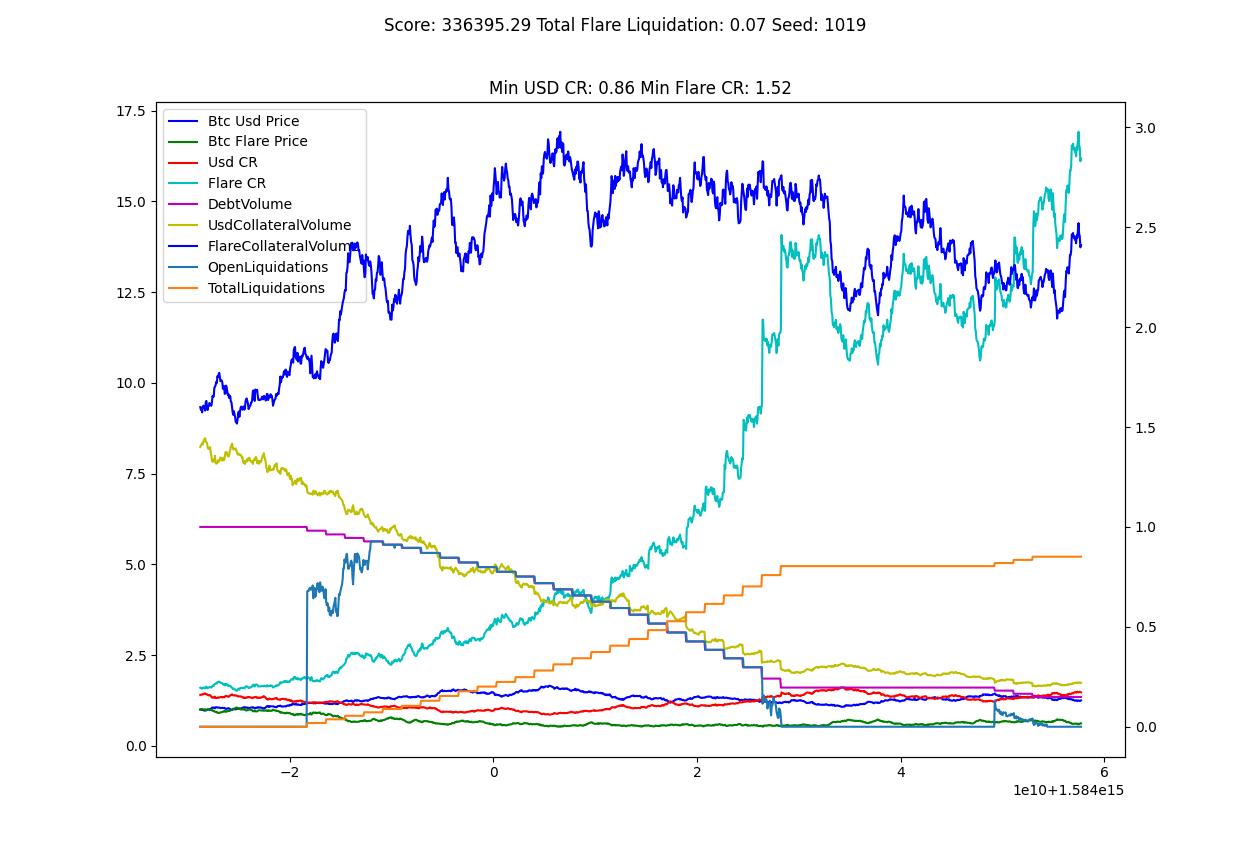 Score: 336395.29 Total Flare Liquidation: 0.07 Seed: 1019
Min USD CR: 0.86 Min Flare CR: 1.52
Btc Usd Price
Btc Flare Price
Usd CR
Flare CR
DebtVolume
UsdCollateralVolume
FlareCollateralVolume
OpenLiquidations
TotalLiquidations
17.5
15.0
12.5
10.0
7.5
5.0
2.5
0.0
3.0
2.5
2.0
1.5
1.0
0.5
0.0
−2 0 2 4 6
1e10+1.584e15